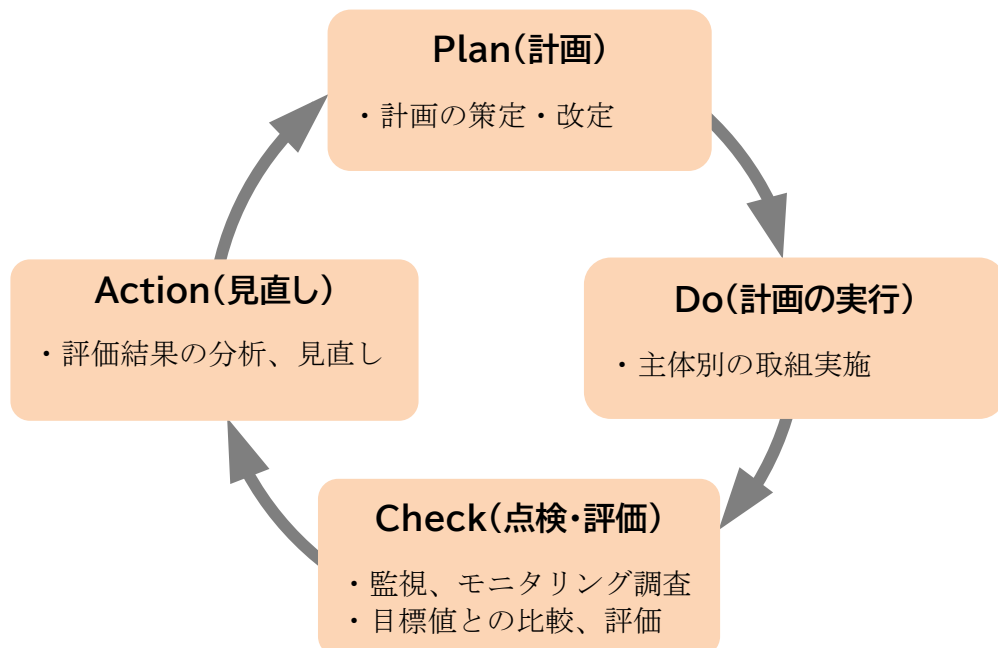 Plan(計画)
・計画の策定・改定
Do(計画の実行)
・主体別の取組実施
Check(点検・評価)
・監視、モニタリング調査
・目標値との比較、評価
Action(見直し)
・評価結果の分析、見直し